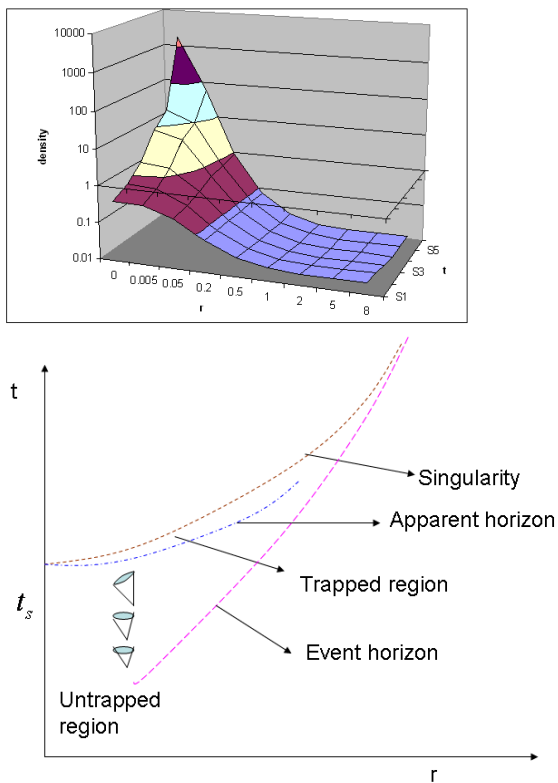 10000
1000
100
10
1
0.1
0.01
density
0 0.005 0.05 0.2 0.5 1 2 5 8
r
S1
S3
S5
t
t
Singularity
Apparent horizon
Trapped region
t_s
Event horizon
Untrapped
region
r